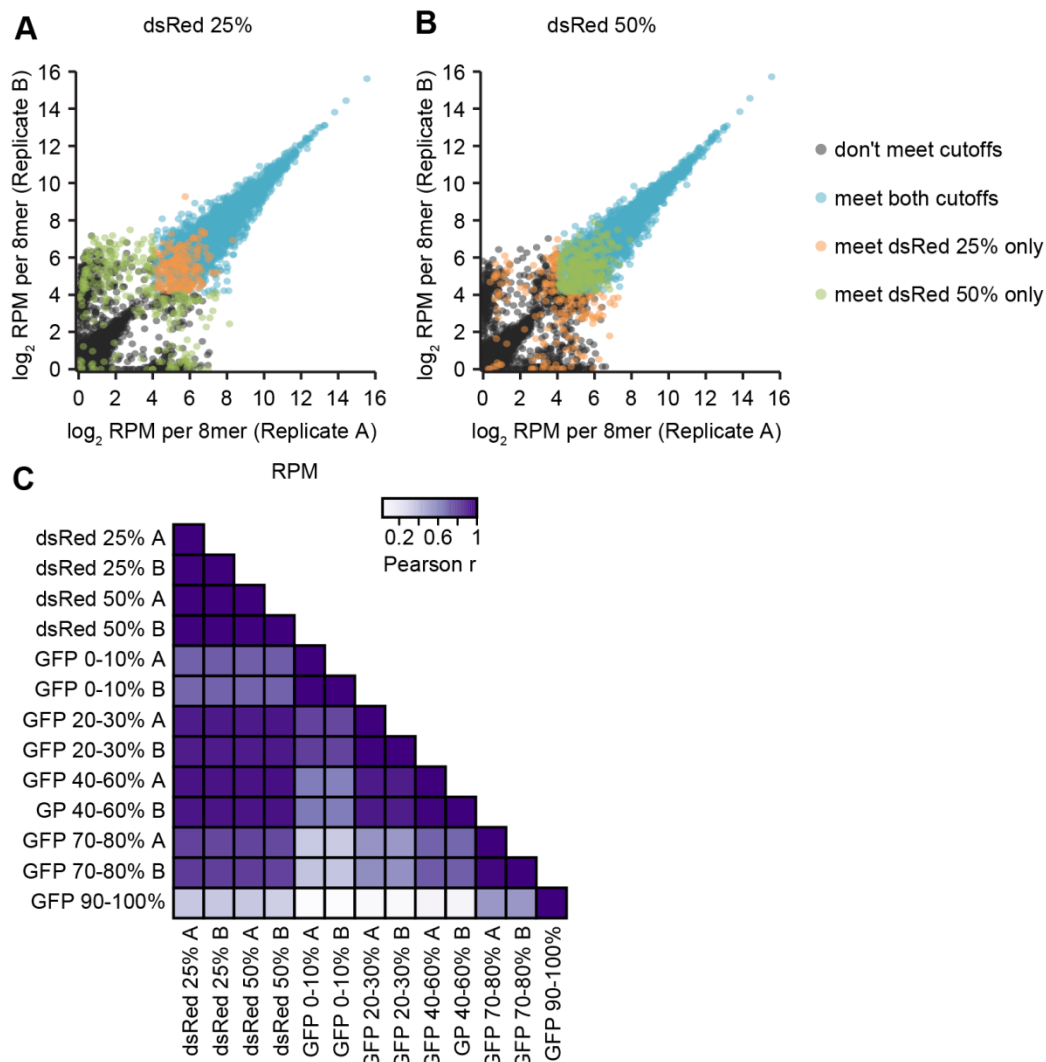 A
dsRed 25%
log2 RPM per 8mer (Replicate B)
16
14
12
10
8
6
4
2
0
0 2 4 6 8 10 12 14 16
log2 RPM per 8mer (Replicate A)
B
dsRed 50%
log2 RPM per 8mer (Replicate B)
16
14
12
10
8
6
4
2
0
0 2 4 6 8 10 12 14 16
log2 RPM per 8mer (Replicate A)
don't meet cutoffs
meet both cutoffs
meet dsRed 25% only
meet dsRed 50% only
C
RPM
0.2 0.6 1
Pearson r
dsRed 25% A
dsRed 25% B
dsRed 50% A
dsRed 50% B
GFP 0-10% A
GFP 0-10% B
GFP 20-30% A
GFP 20-30% B
GFP 40-60% A
GP 40-60% B
GFP 70-80% A
GFP 70-80% B
GFP 90-100%
dsRed 25% A
dsRed 25% B
dsRed 50% A
dsRed 50% B
GFP 0-10% A
GFP 0-10% B
GFP 20-30% A
GFP 20-30% B
GFP 40-60% A
GP 40-60% B
GFP 70-80% A
GFP 70-80% B
GFP 90-100%